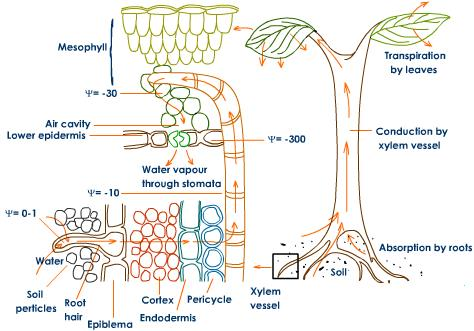 Mesophyll
Ψ= -30
Air cavity
Lower epidermis
Ψ= -300
Water vapour
through stomata
Ψ= -10
Ψ= 0-1
Water
Soil
perticles
Root
hair
Epiblema
Cortex
Endodermis
Pericycle
Xylem
vessel
Transpiration
by leaves
Conduction by
xylem vessel
Absorption by roots
Soil